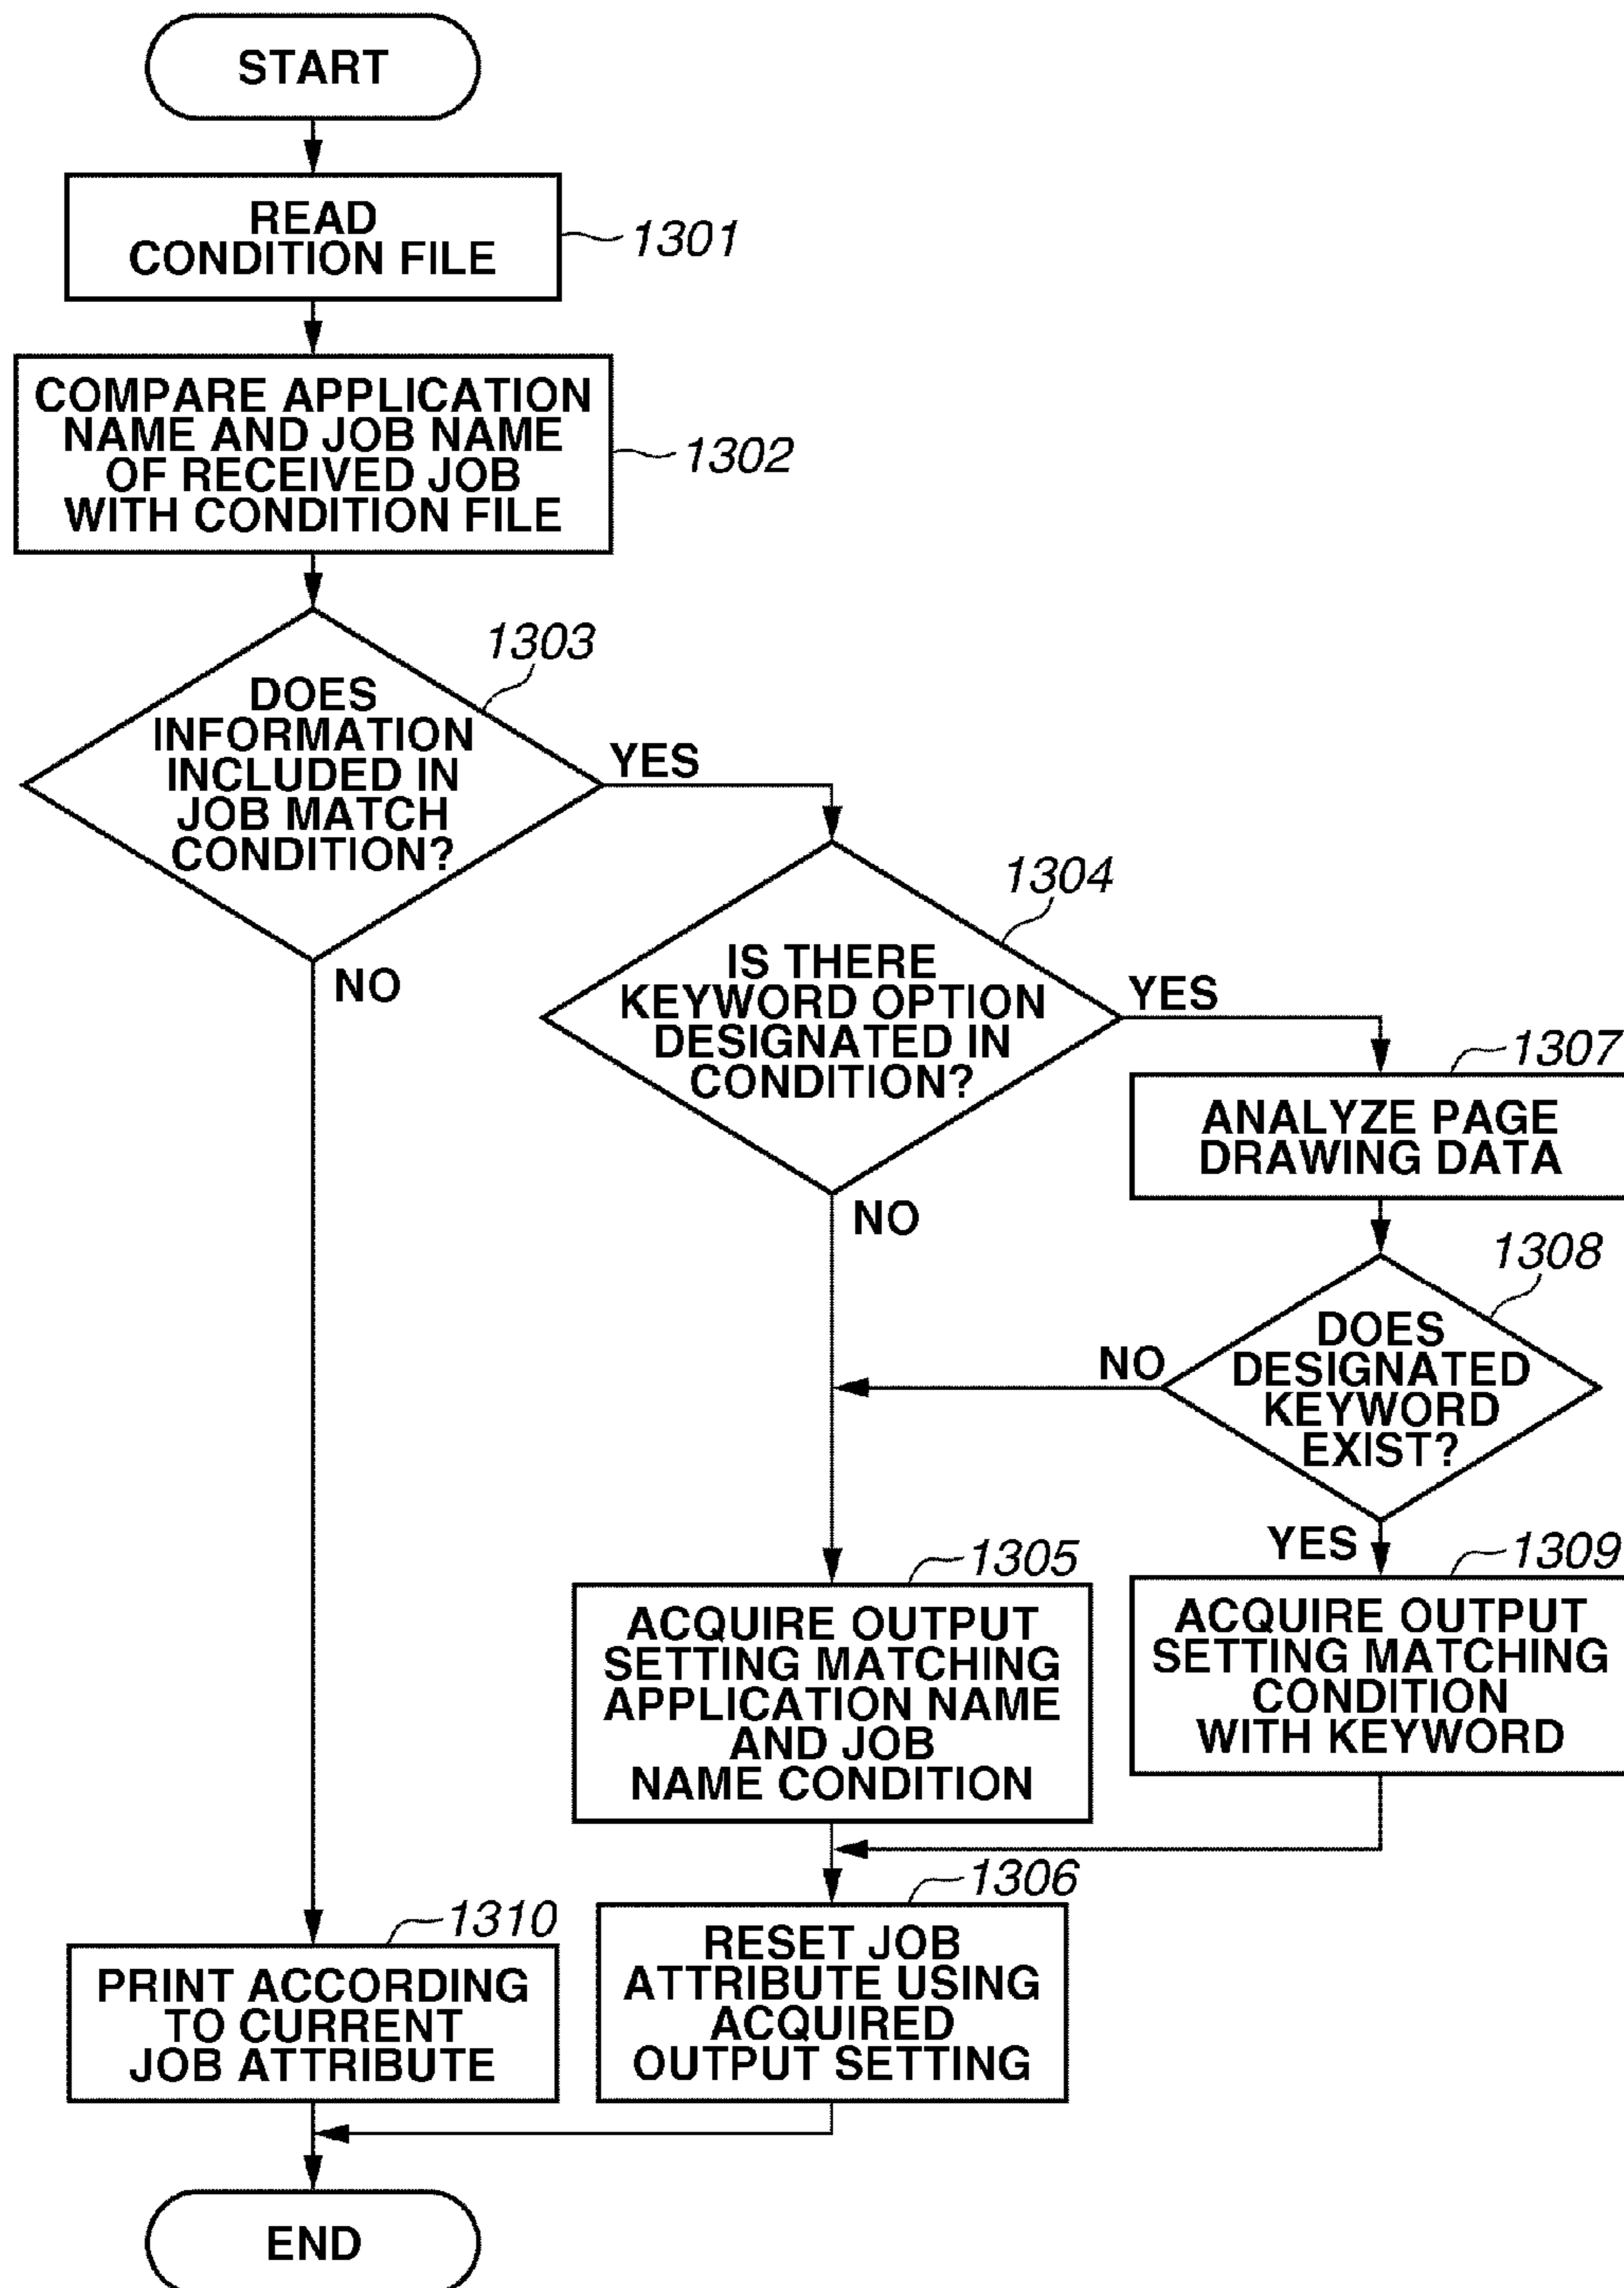 START
READ
CONDITION FILE
1301
COMPARE APPLICATION
NAME AND JOB NAME
OF RECEIVED JOB
WITH CONDITION FILE
1302
DOES
INFORMATION
INCLUDED IN
JOB MATCH
CONDITION?
1303
YES
NO
IS THERE
KEYWORD OPTION
DESIGNATED IN
CONDITION?
1304
YES
NO
ANALYZE PAGE
DRAWING DATA
1307
DOES
DESIGNATED
KEYWORD
EXIST?
1308
NO
YES
ACQUIRE OUTPUT
SETTING MATCHING
APPLICATION NAME
AND JOB
NAME CONDITION
1305
ACQUIRE OUTPUT
SETTING MATCHING
CONDITION
WITH KEYWORD
1309
RESET JOB
ATTRIBUTE USING
ACQUIRED
OUTPUT SETTING
1306
PRINT ACCORDING
TO CURRENT
JOB ATTRIBUTE
1310
END